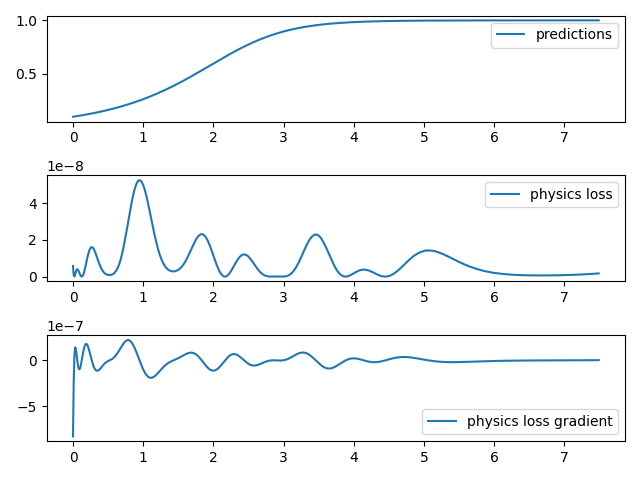 1.0
predictions
0.5
0 1 2 3 4 5 6 7
1e−8
physics loss
4
2
0
0 1 2 3 4 5 6 7
1e−7
0
−5
physics loss gradient
0 1 2 3 4 5 6 7